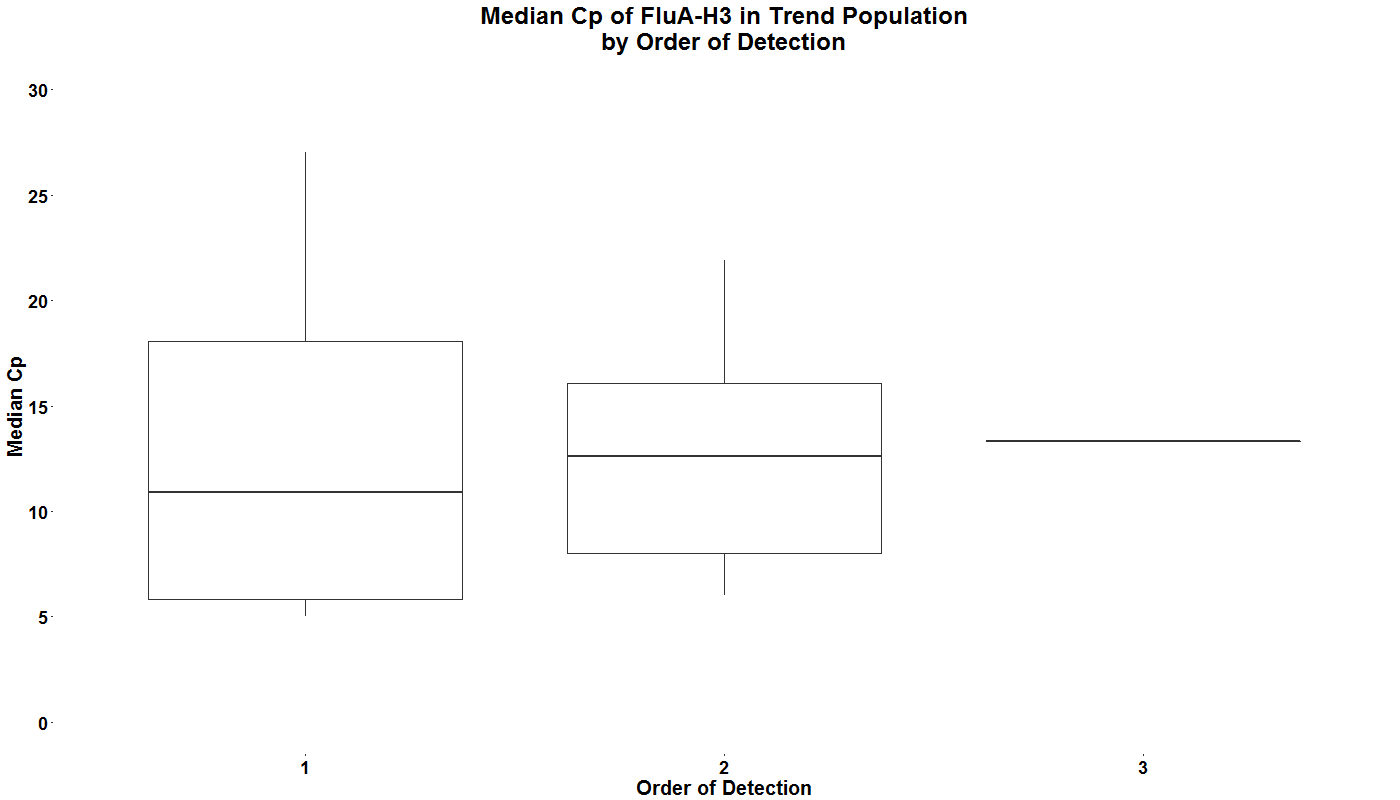 Median Cp of FluA-H3 in Trend Population
by Order of Detection
30
25
20
15
10
5
0
Median Cp
1
2
3
Order of Detection